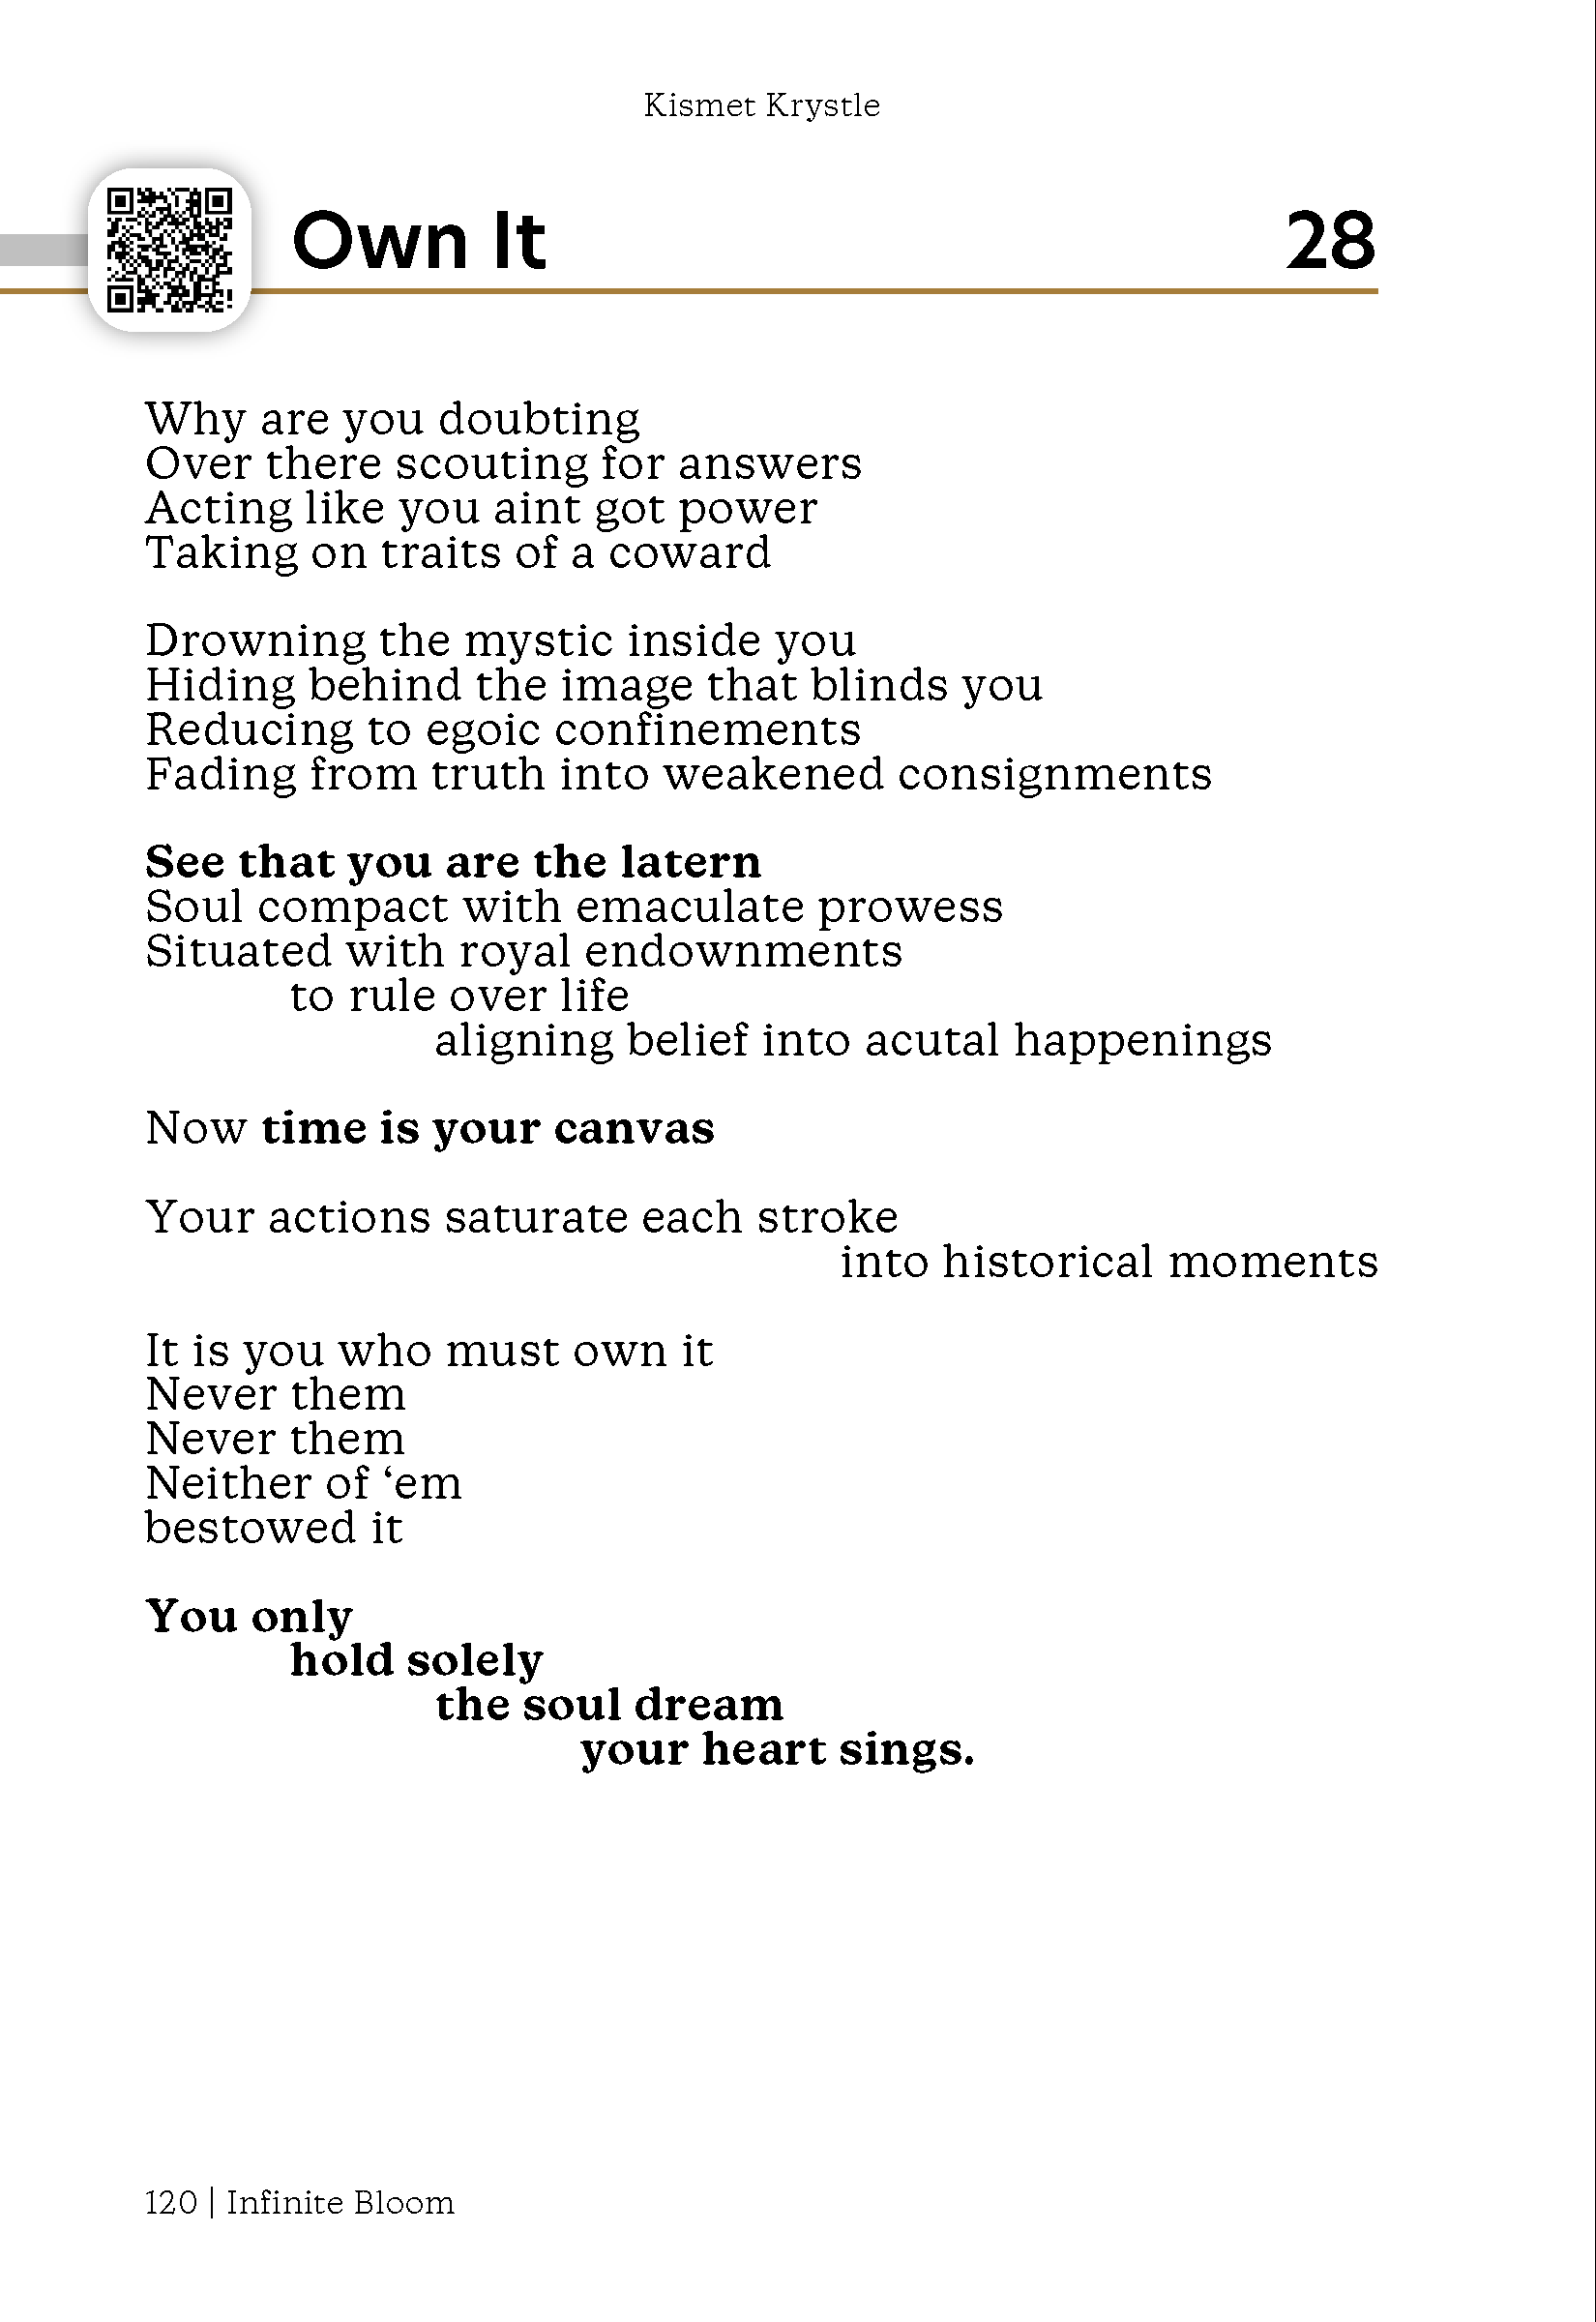 Kismet Krystle
Own It 28
Why are you doubting
Over there scouting for answers
Acting like you aint got power
Taking on traits of a coward
Drowning the mystic inside you
Hiding behind the image that blinds you
Reducing to egoic confinements
Fading from truth into weakened consignments
See that you are the latern
Soul compact with emaculate prowess
Situated with royal endownments
to rule over life
aligning belief into acutal happenings
Now time is your canvas
Your actions saturate each stroke
into historical moments
It is you who must own it
Never them
Never them
Neither of ‘em
bestowed it
You only
hold solely
the soul dream
your heart sings.
120 | Infinite Bloom